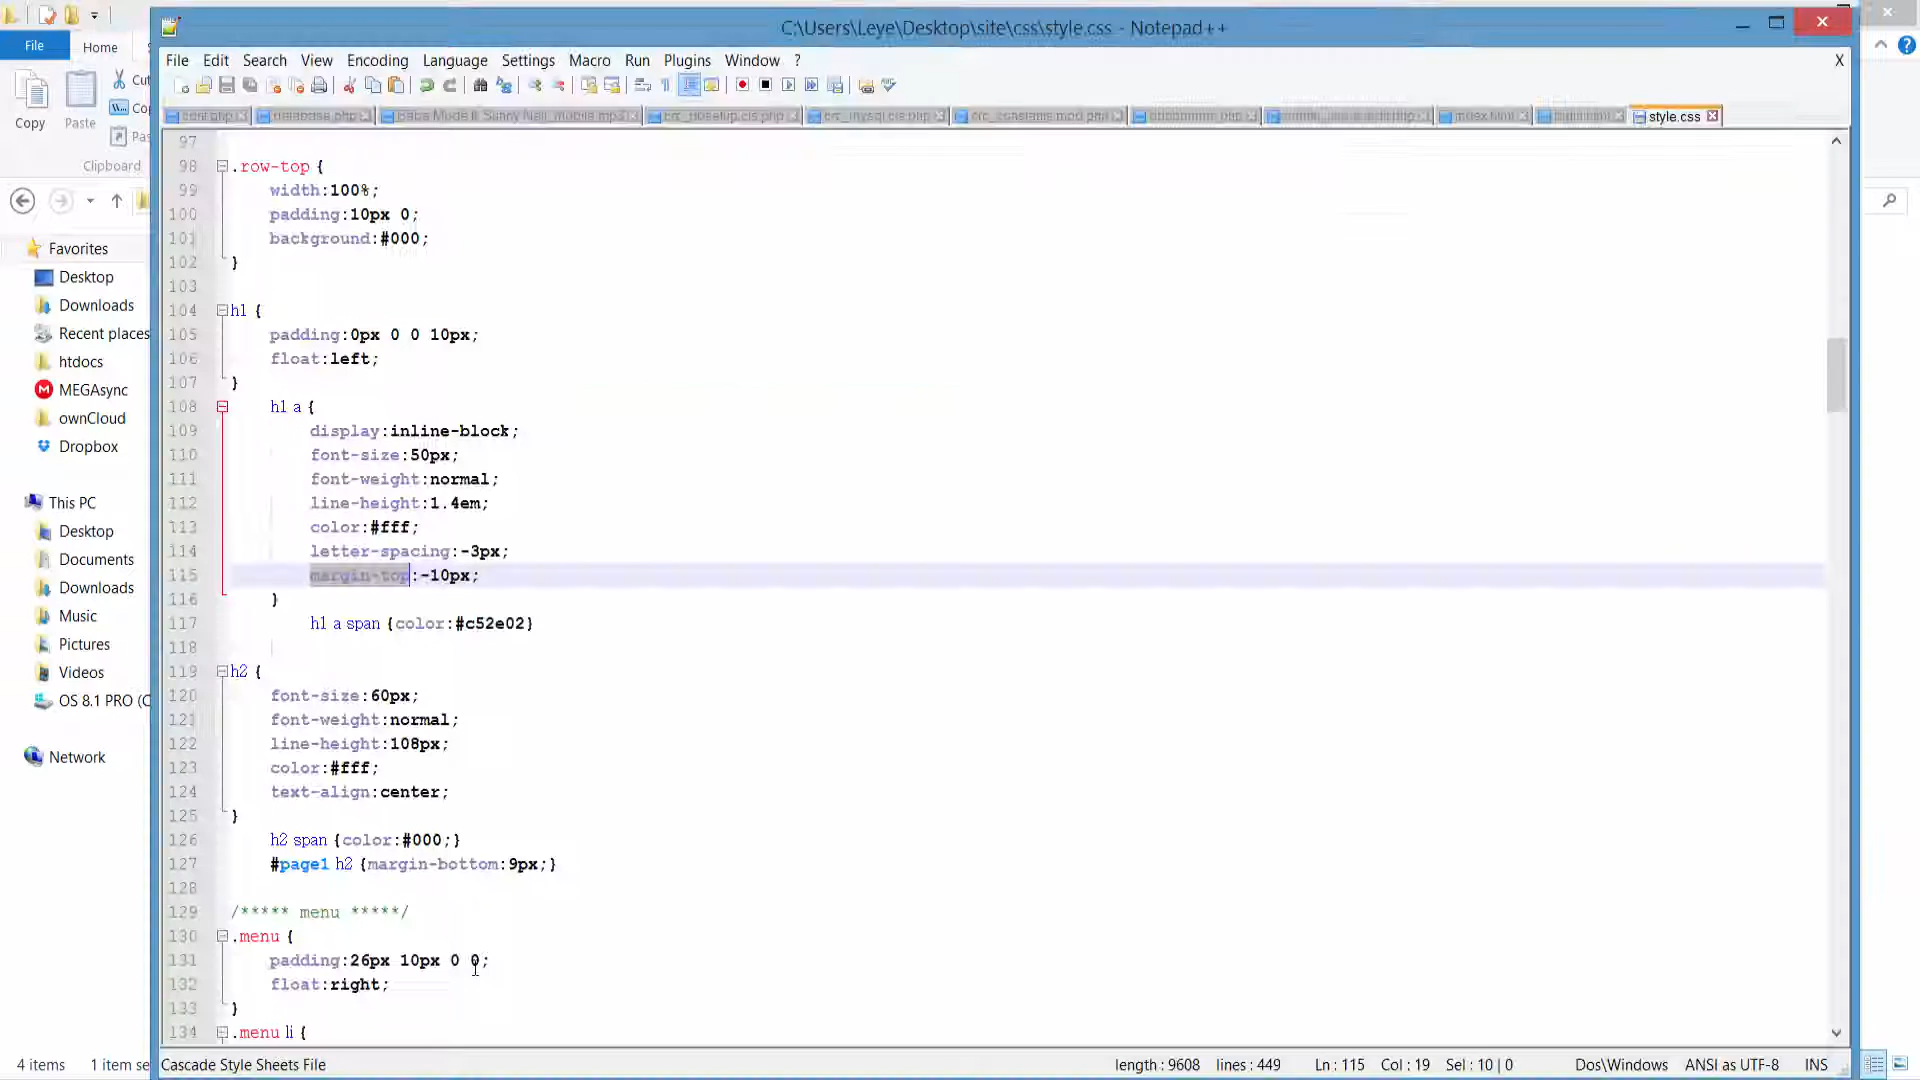 C:\Users\Leye\Desktop\site\css\style.css - Notepad++
File Edit Search View Encoding Language Settings Macro Run Plugins Window ? X
style.css
File Home
Copy Paste
Clipboard
Favorites
Desktop
Downloads
Recent places
htdocs
MEGAsync
ownCloud
Dropbox
This PC
Desktop
Documents
Downloads
Music
Pictures
Videos
OS 8.1 PRO (C
Network
97
98 .row-top {
99 width:100%;
100 padding:10px 0;
101 background:#000;
102 }
103
104 h1 {
105 padding:0px 0 0 10px;
106 float:left;
107 }
108 h1 a {
109 display:inline-block;
110 font-size:50px;
111 font-weight:normal;
112 line-height:1.4em;
113 color:#fff;
114 letter-spacing:-3px;
115 margin-top:-10px;
116 }
117 h1 a span {color:#c52e02}
118
119 h2 {
120 font-size:60px;
121 font-weight:normal;
122 line-height:108px;
123 color:#fff;
124 text-align:center;
125 }
126 h2 span {color:#000;}
127 #page1 h2 {margin-bottom:9px;}
128
129 /***** menu *****/
130 .menu {
131 padding:26px 10px 0 0;
132 float:right;
133 }
134 .menu li {
4 items 1 item se
Cascade Style Sheets File length : 9608 lines : 449 Ln : 115 Col : 19 Sel : 10 | 0 Dos\Windows ANSI as UTF-8 INS